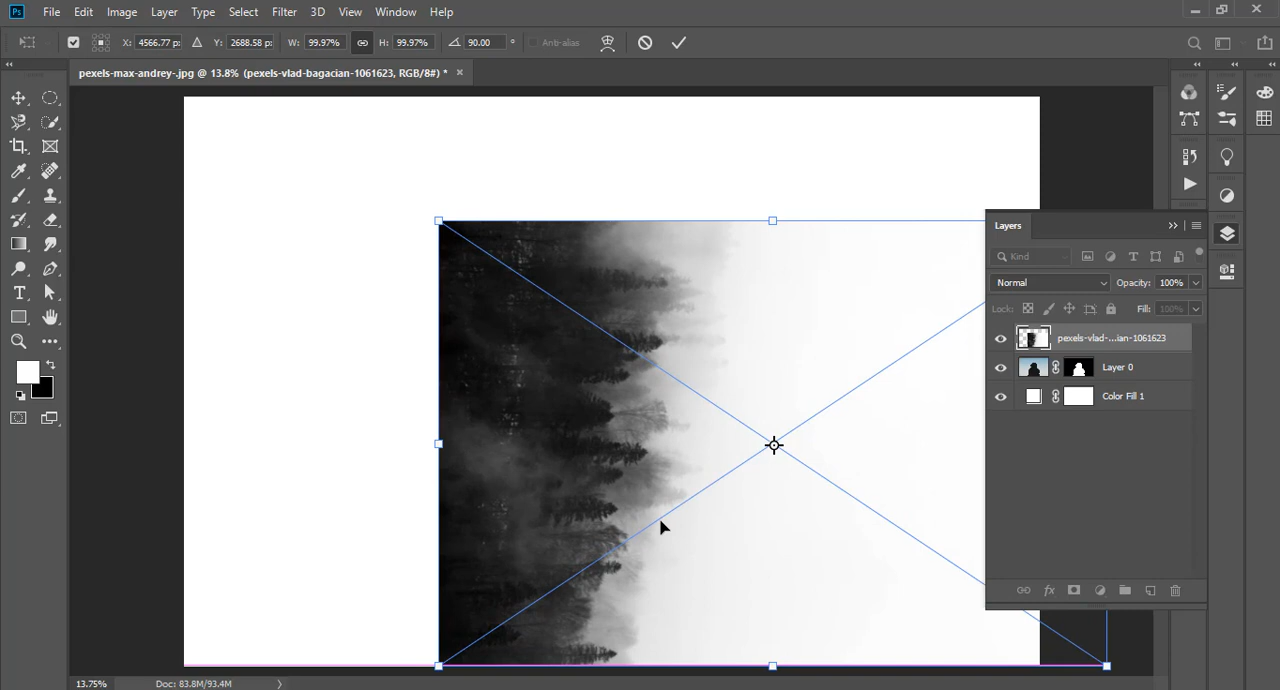 Ps File Edit Image Layer Type Select Filter 3D View Window Help
X: 4566.77 p: Y: 2688.58 p: W: 99.97% H: 99.97% 90.00 ° Anti-alias
pexels-max-andrey-.jpg @ 13.8% (pexels-vlad-bagacian-1061623, RGB/8#) * ×
Layers
Kind
Normal Opacity: 100%
Lock: Fill: 100%
pexels-vlad-...ian-1061623
Layer 0
Color Fill 1
13.75% Doc: 83.8M/93.4M